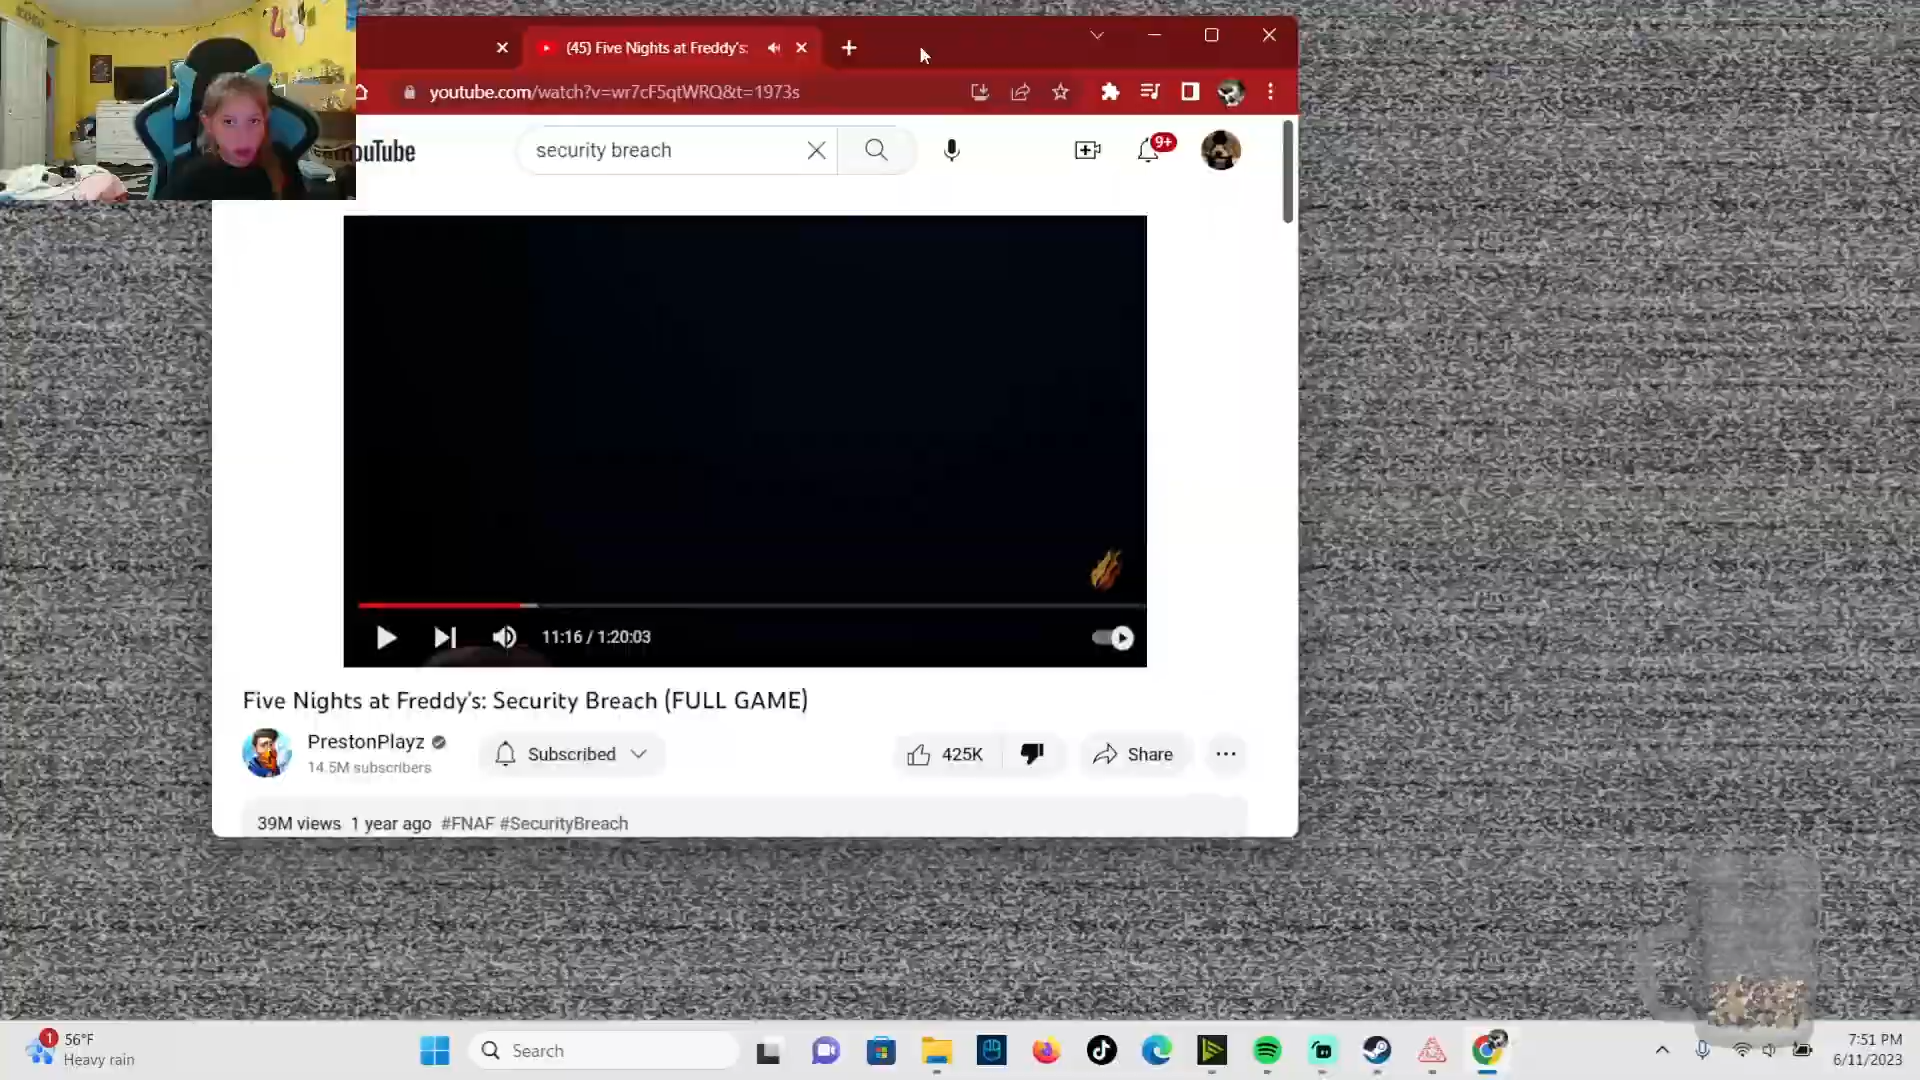 (45) Five Nights at Freddy's:
youtube.com/watch?v=wr7cF5qtWRQ&t=1973s
ouTube
security breach
9+
11:16 / 1:20:03
Five Nights at Freddy's: Security Breach (FULL GAME)
PrestonPlayz
14.5M subscribers
Subscribed
425K
Share
39M views 1 year ago #FNAF #SecurityBreach
1
56°F
Heavy rain
Search
7:51 PM
6/11/2023